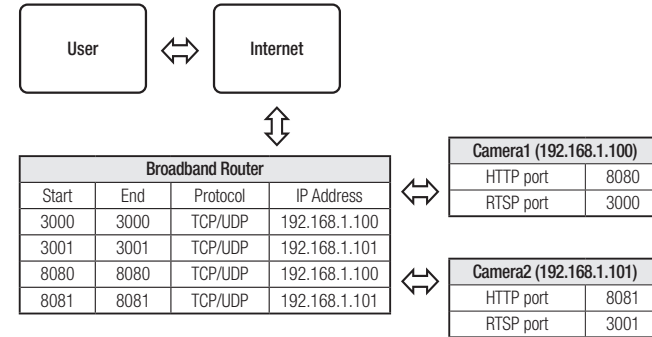 User
Internet
Broadband Router
Start End Protocol IP Address
3000 3000 TCP/UDP 192.168.1.100
3001 3001 TCP/UDP 192.168.1.101
8080 8080 TCP/UDP 192.168.1.100
8081 8081 TCP/UDP 192.168.1.101
Camera1 (192.168.1.100)
HTTP port 8080
RTSP port 3000
Camera2 (192.168.1.101)
HTTP port 8081
RTSP port 3001